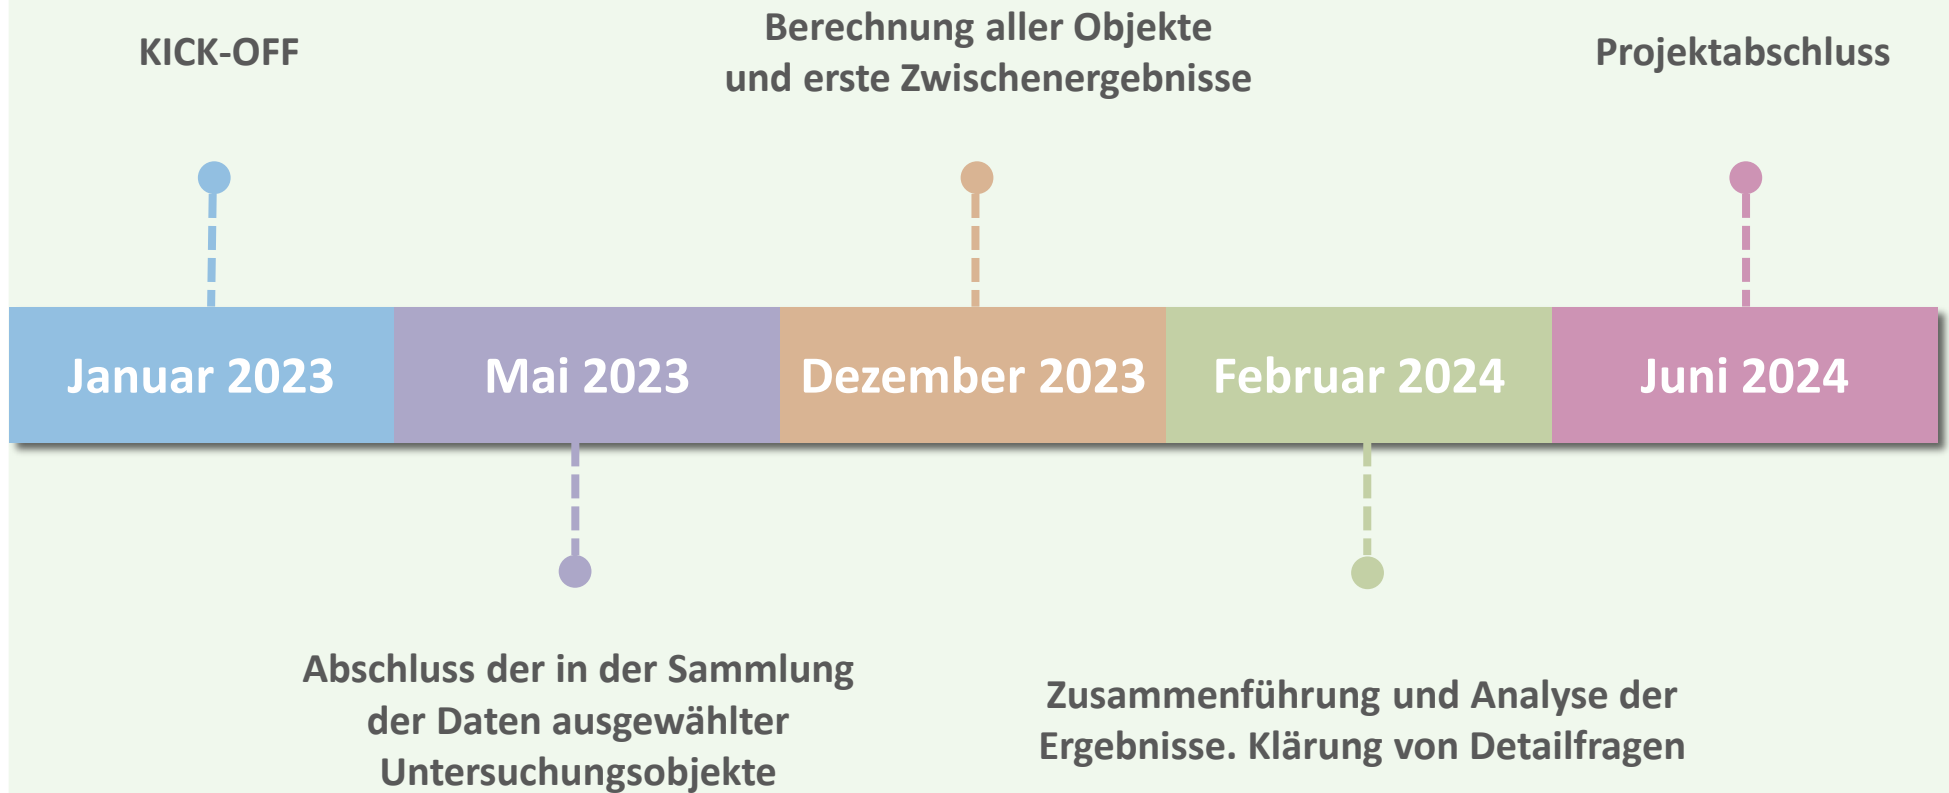 KICK-OFF
Berechnung aller Objekte
und erste Zwischenergebnisse
Projektabschluss
Januar 2023
Mai 2023
Dezember 2023
Februar 2024
Juni 2024
Abschluss der in der Sammlung
der Daten ausgewählter
Untersuchungsobjekte
Zusammenführung und Analyse der
Ergebnisse. Klärung von Detailfragen